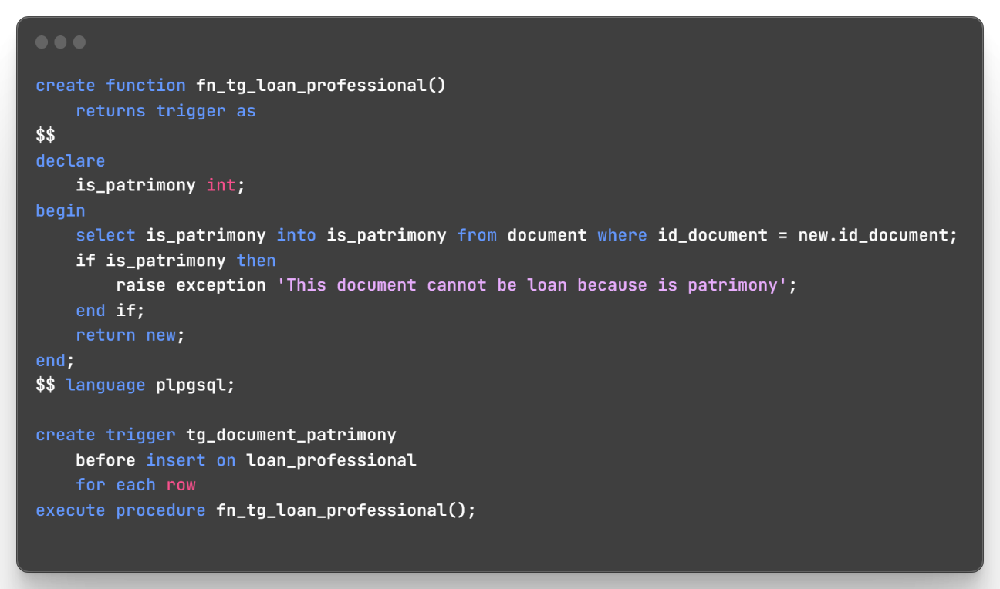 create function fn_tg_loan_professional()
    returns trigger as
$$
declare
    is_patrimony int;
begin
    select is_patrimony into is_patrimony from document where id_document = new.id_document;
    if is_patrimony then
        raise exception 'This document cannot be loan because is patrimony';
    end if;
    return new;
end;
$$ language plpgsql;

create trigger tg_document_patrimony
    before insert on loan_professional
    for each row
execute procedure fn_tg_loan_professional();